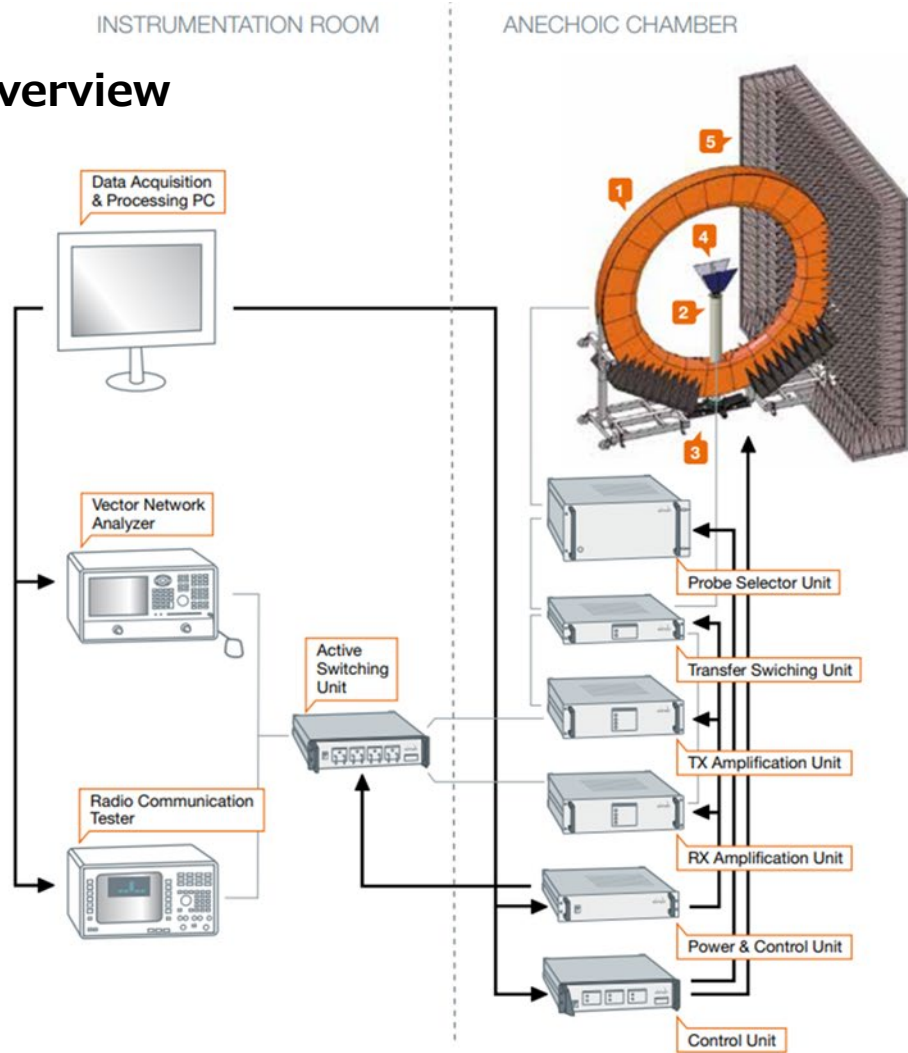 INSTRUMENTATION ROOM
ANECHOIC CHAMBER
verview
5
1
4
2
3
Data Acquisition
& Processing PC
Vector Network
Analyzer
Probe Selector Unit
Active
Switching
Unit
Transfer Swiching Unit
TX Amplification Unit
Radio Communication
Tester
RX Amplification Unit
Power & Control Unit
Control Unit